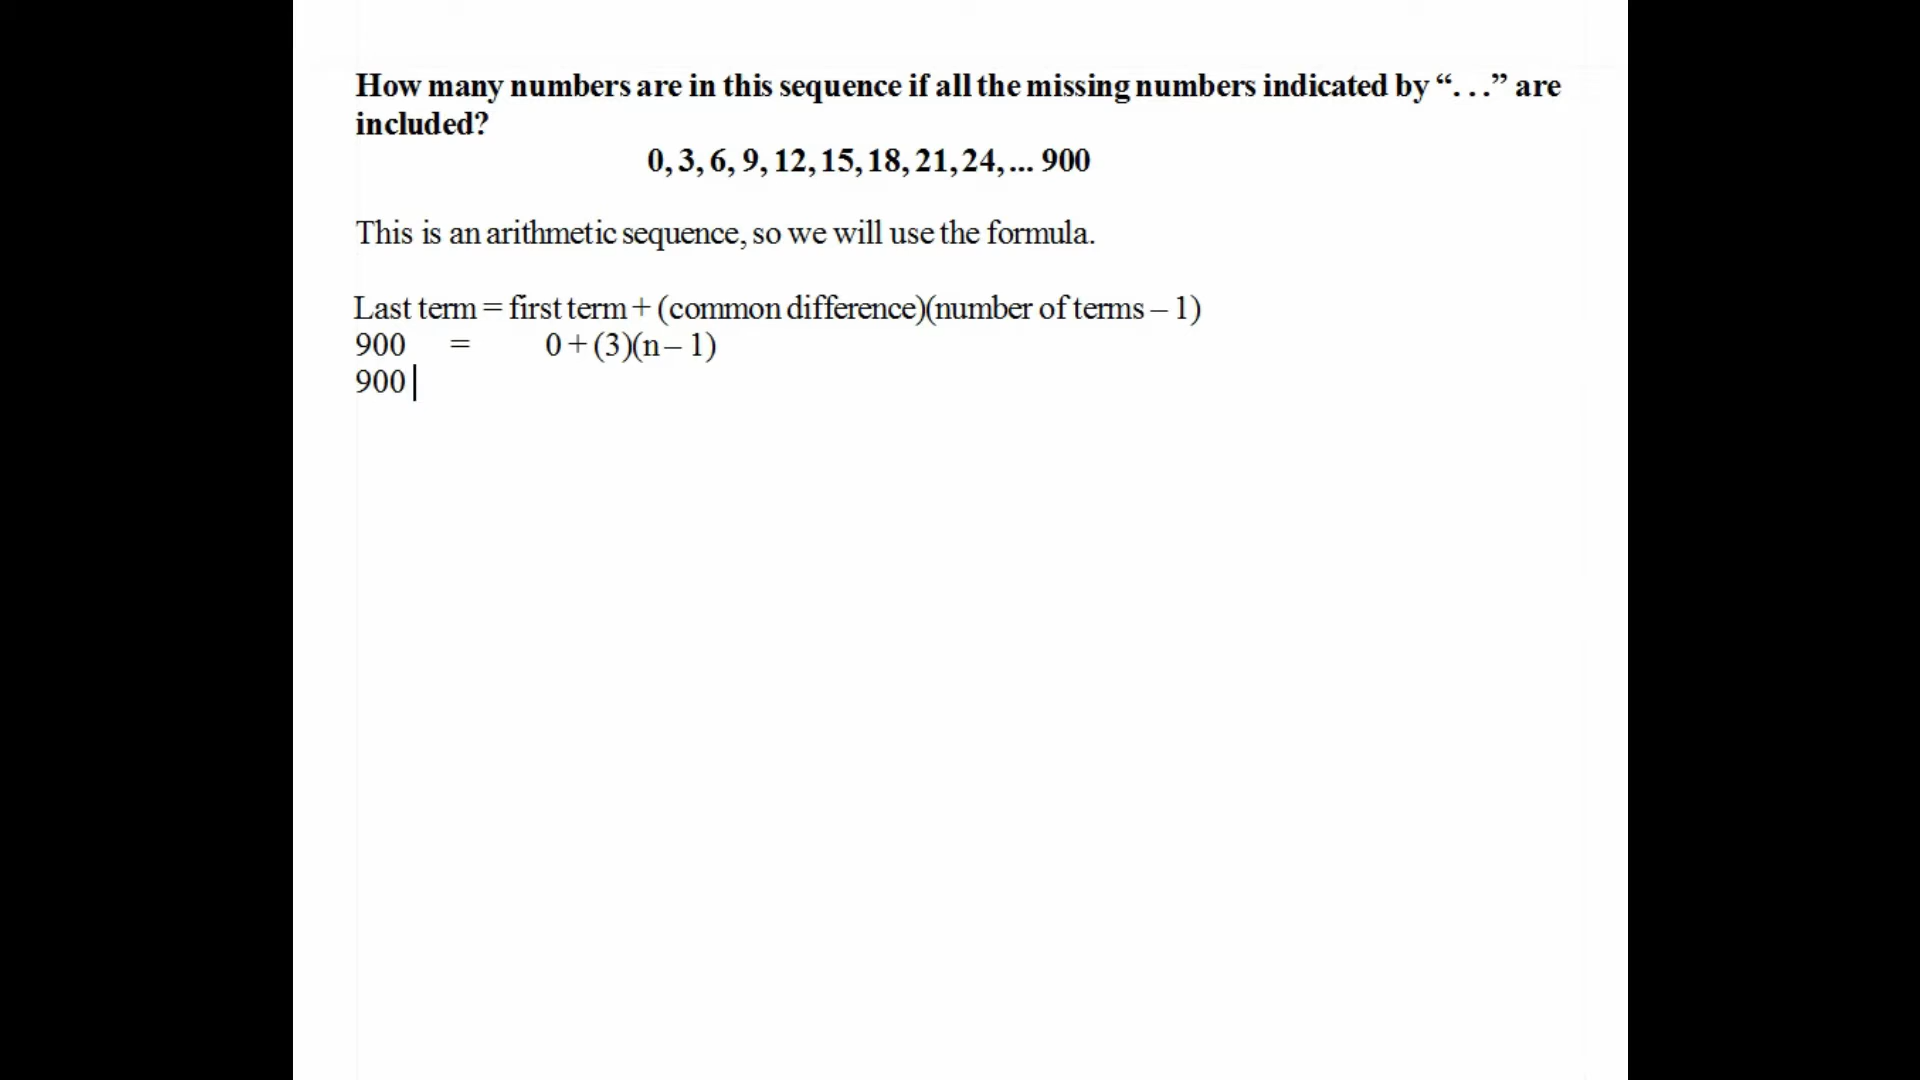 How many numbers are in this sequence if all the missing numbers indicated by “. . .” are
included?
0, 3, 6, 9, 12, 15, 18, 21, 24, ... 900
This is an arithmetic sequence, so we will use the formula.
Last term = first term + (common difference)(number of terms – 1)
900 = 0 + (3)(n – 1)
900